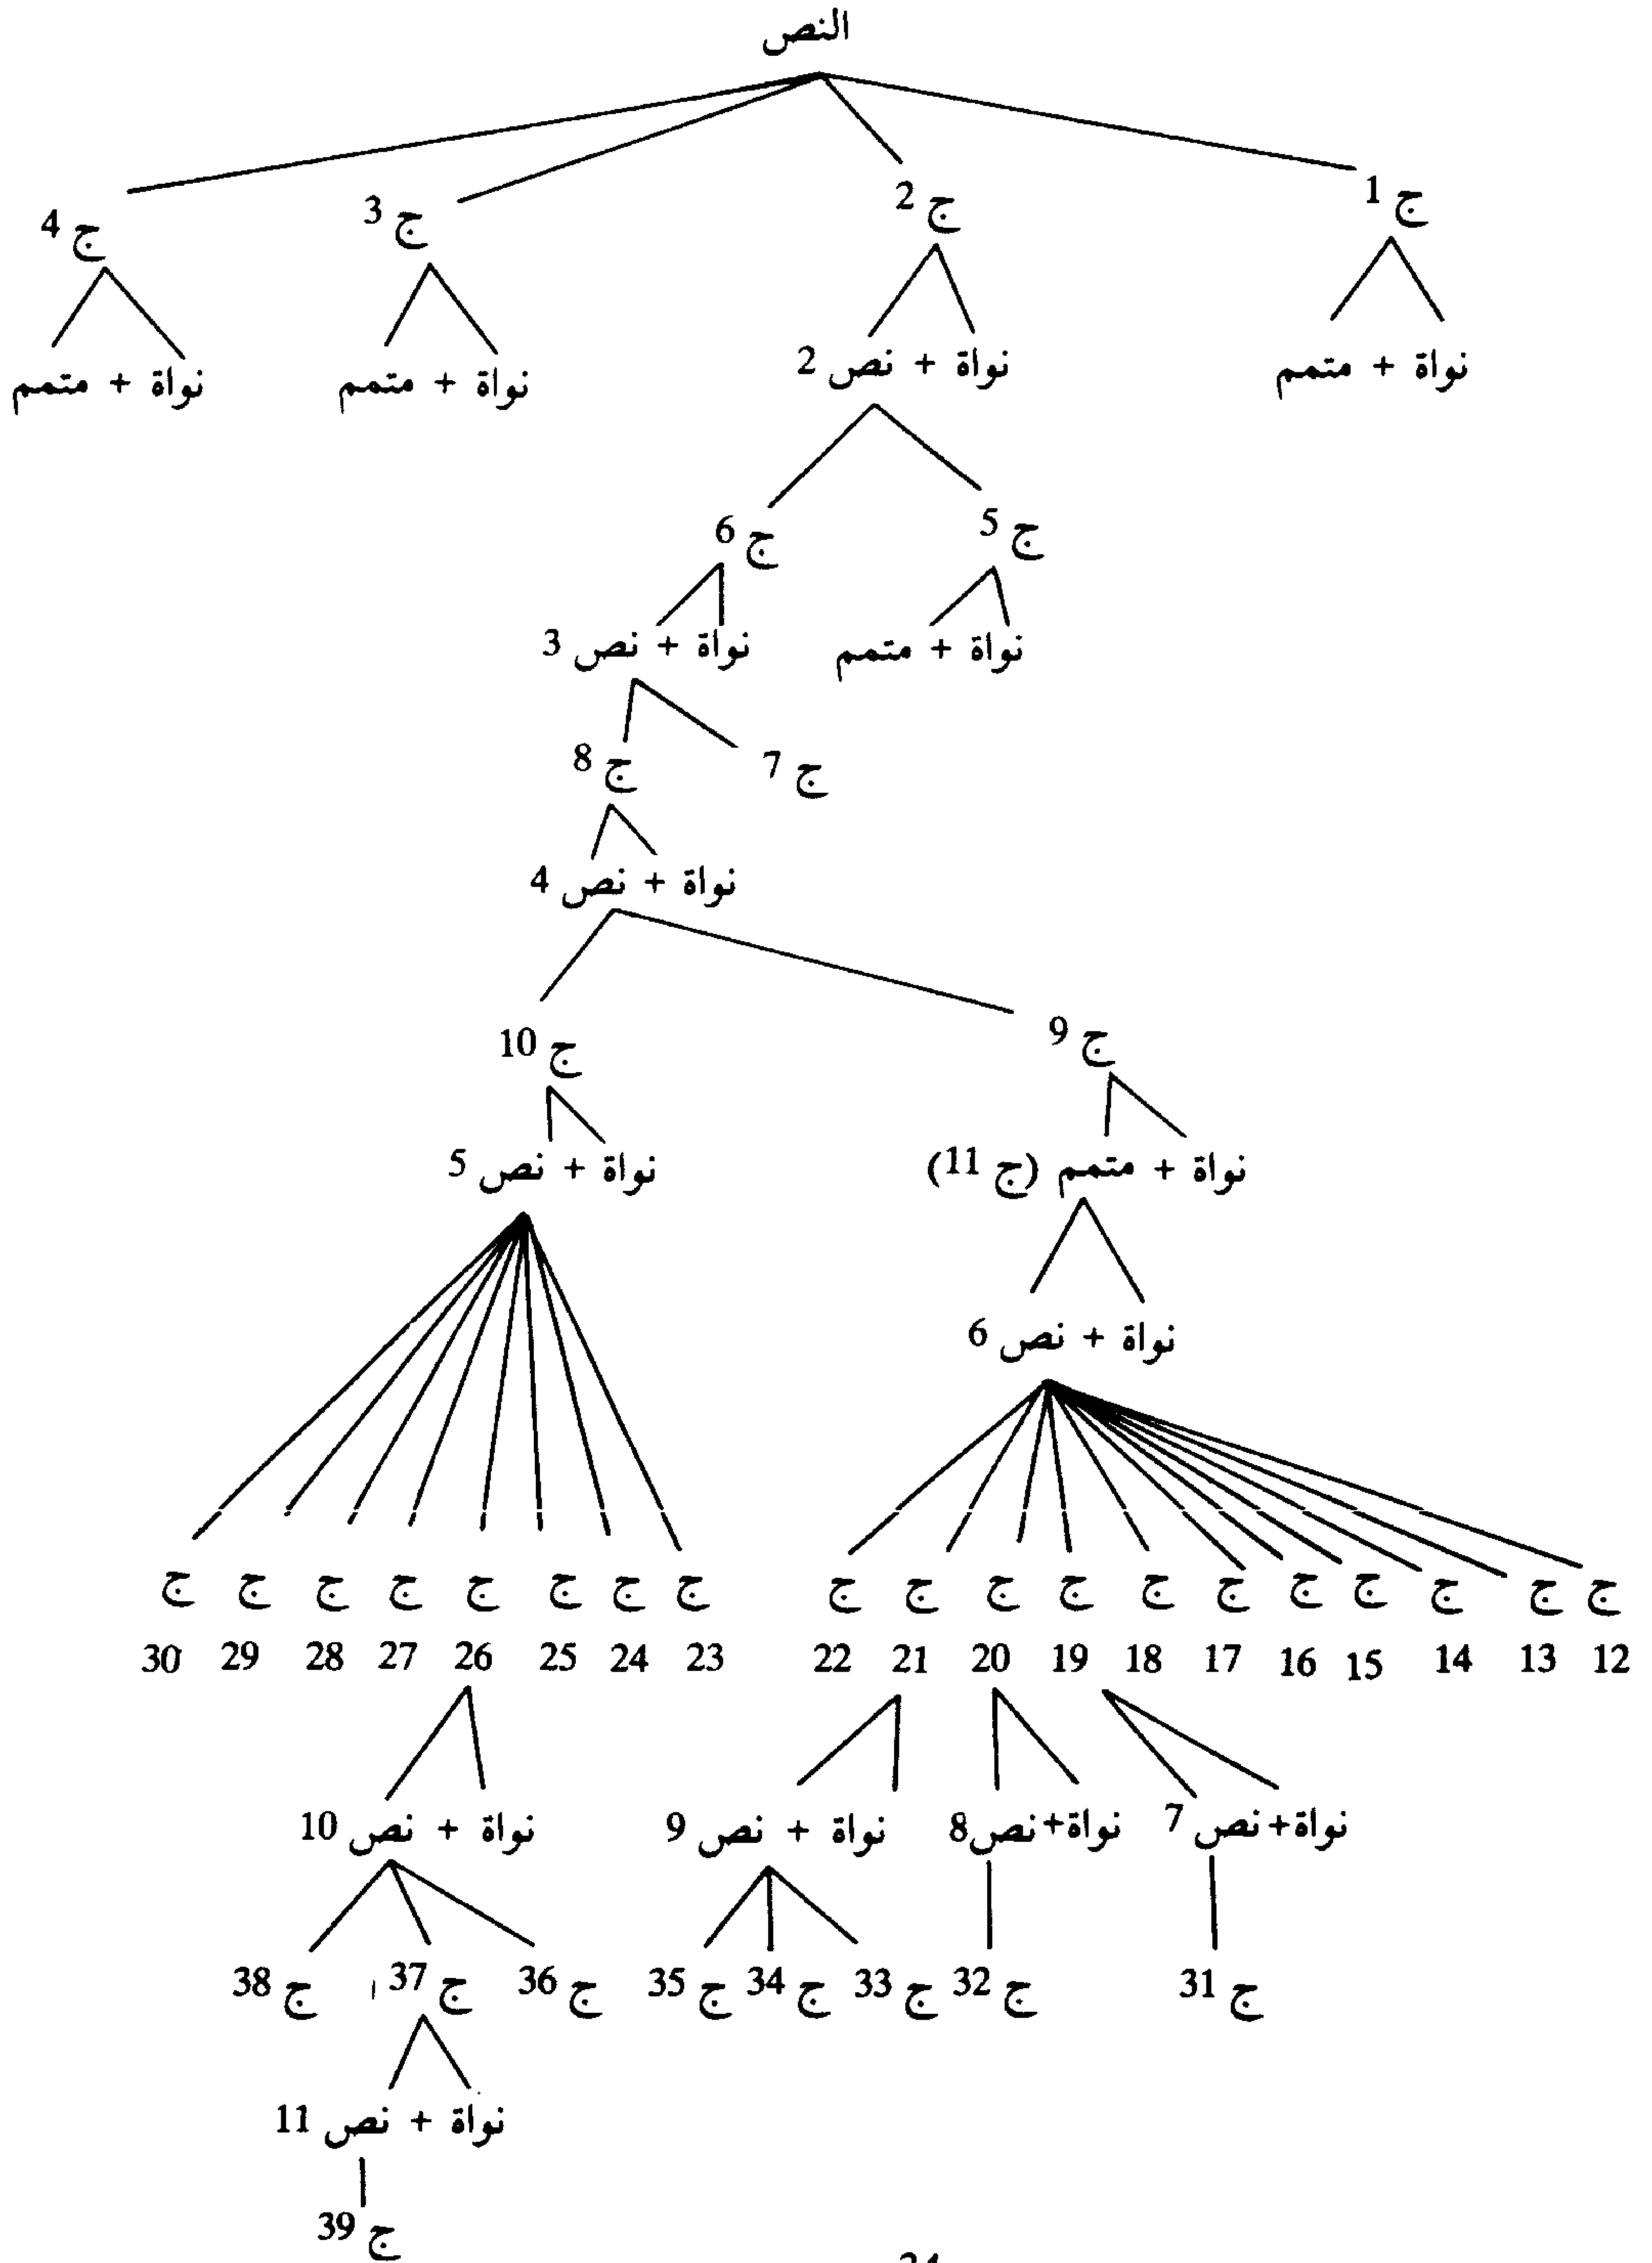 النص
ج 1 ج 2 ج 3 ج 4
نواة + متمم نواة + نص 2 نواة + متمم نواة + متمم
ج 5 ج 6
نواة + متمم نواة + نص 3
ج 7 ج 8
نواة + نص 4
ج 9 ج 10
نواة + متمم (ج 11) نواة + نص 5
نواة + نص 6
ج ج ج ج ج ج ج ج ج ج ج ج ج ج ج ج ج ج ج
12 13 14 15 16 17 18 19 20 21 22 23 24 25 26 27 28 29 30
نواة+نص 7 نواة+نص8 نواة + نص 9 نواة + نص 10
ج 31 ج 32 ج 33 ج 34 ج 35 ج 36 ج 37 ج 38
نواة + نص 11
ج 39